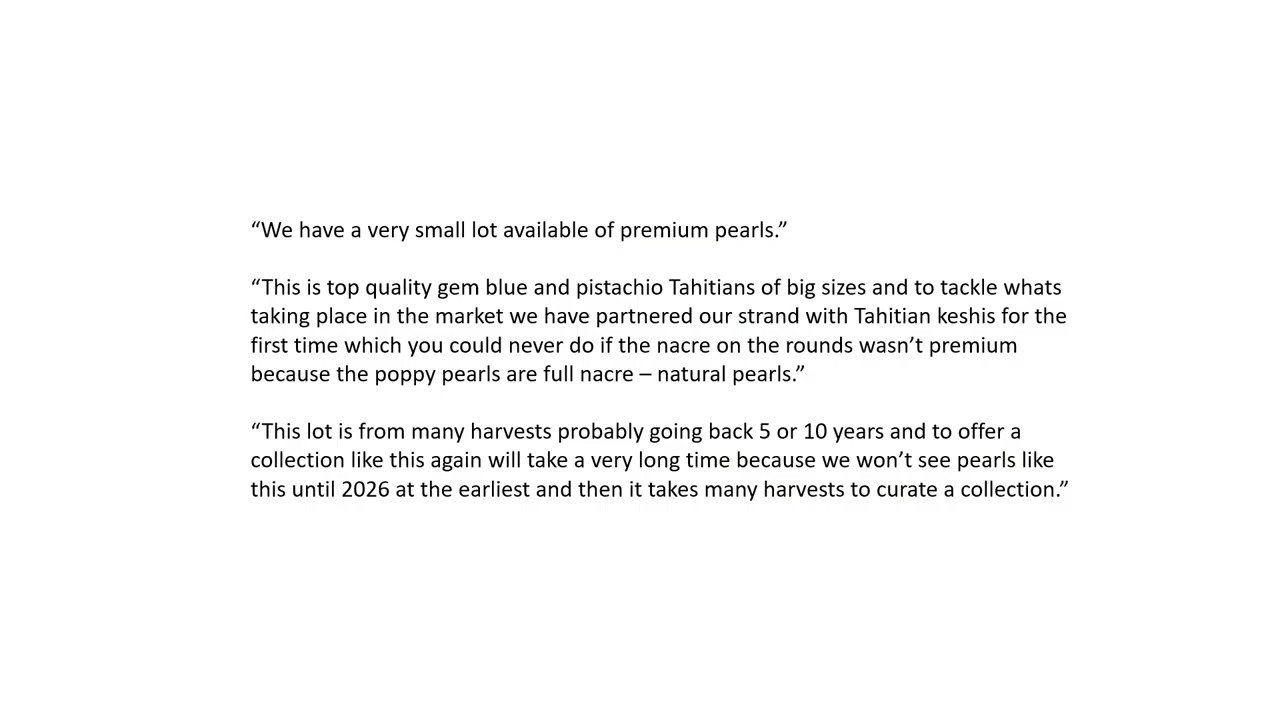 “We have a very small lot available of premium pearls.”
“This is top quality gem blue and pistachio Tahitians of big sizes and to tackle whats
taking place in the market we have partnered our strand with Tahitian keshis for the
first time which you could never do if the nacre on the rounds wasn’t premium
because the poppy pearls are full nacre – natural pearls.”
“This lot is from many harvests probably going back 5 or 10 years and to offer a
collection like this again will take a very long time because we won’t see pearls like
this until 2026 at the earliest and then it takes many harvests to curate a collection.”